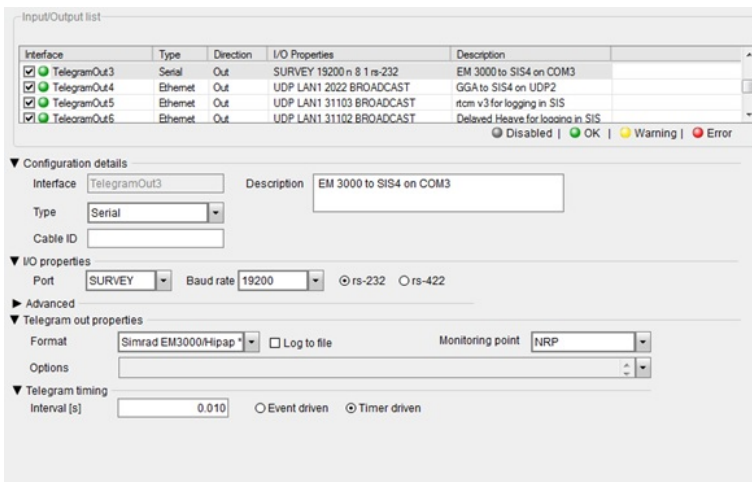 Input/Output list
Interface Type Direction I/O Properties Description
TelegramOut3 Serial Out SURVEY 19200 n 8 1 rs-232 EM 3000 to SIS4 on COM3
TelegramOut4 Ethernet Out UDP LAN1 2022 BROADCAST GGA to SIS4 on UDP2
TelegramOut5 Ethernet Out UDP LAN1 31103 BROADCAST rtcm v3 for logging in SIS
TelegramOut6 Ethernet Out UDP LAN1 31102 BROADCAST Delayed Heave for logging in SIS
Disabled | OK | Warning | Error
Configuration details
Interface TelegramOut3 Description EM 3000 to SIS4 on COM3
Type Serial
Cable ID
I/O properties
Port SURVEY Baud rate 19200 rs-232 rs-422
Advanced
Telegram out properties
Format Simrad EM3000/Hipap * Log to file Monitoring point NRP
Options
Telegram timing
Interval [s] 0.010 Event driven Timer driven